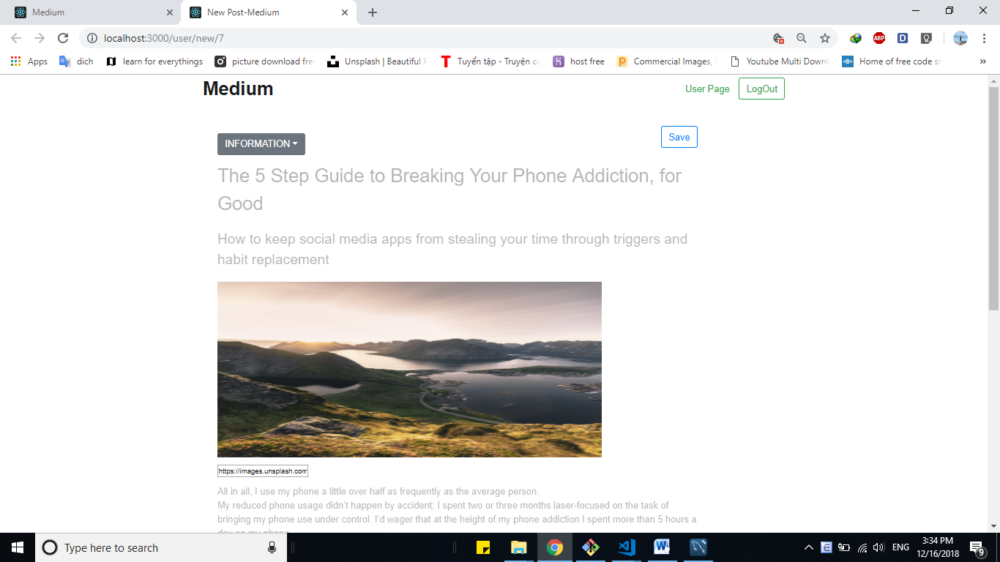 Medium
New Post-Medium
localhost:3000/user/new/7
ABP
D
Apps
dich
learn for everythings
picture download fre
Unsplash | Beautiful F
Tuyển tập - Truyện cư
host free
Commercial Images, 
Youtube Multi Downl
Home of free code sn
»
Medium
User Page
LogOut
INFORMATION
Save
The 5 Step Guide to Breaking Your Phone Addiction, for
Good
How to keep social media apps from stealing your time through triggers and
habit replacement
https://images.unsplash.com
All in all, I use my phone a little over half as frequently as the average person.
My reduced phone usage didn't happen by accident; I spent two or three months laser-focused on the task of
bringing my phone use under control. I'd wager that at the height of my phone addiction I spent more than 5 hours a
day on my phone.
Type here to search
ENG
3:34 PM
12/16/2018
9